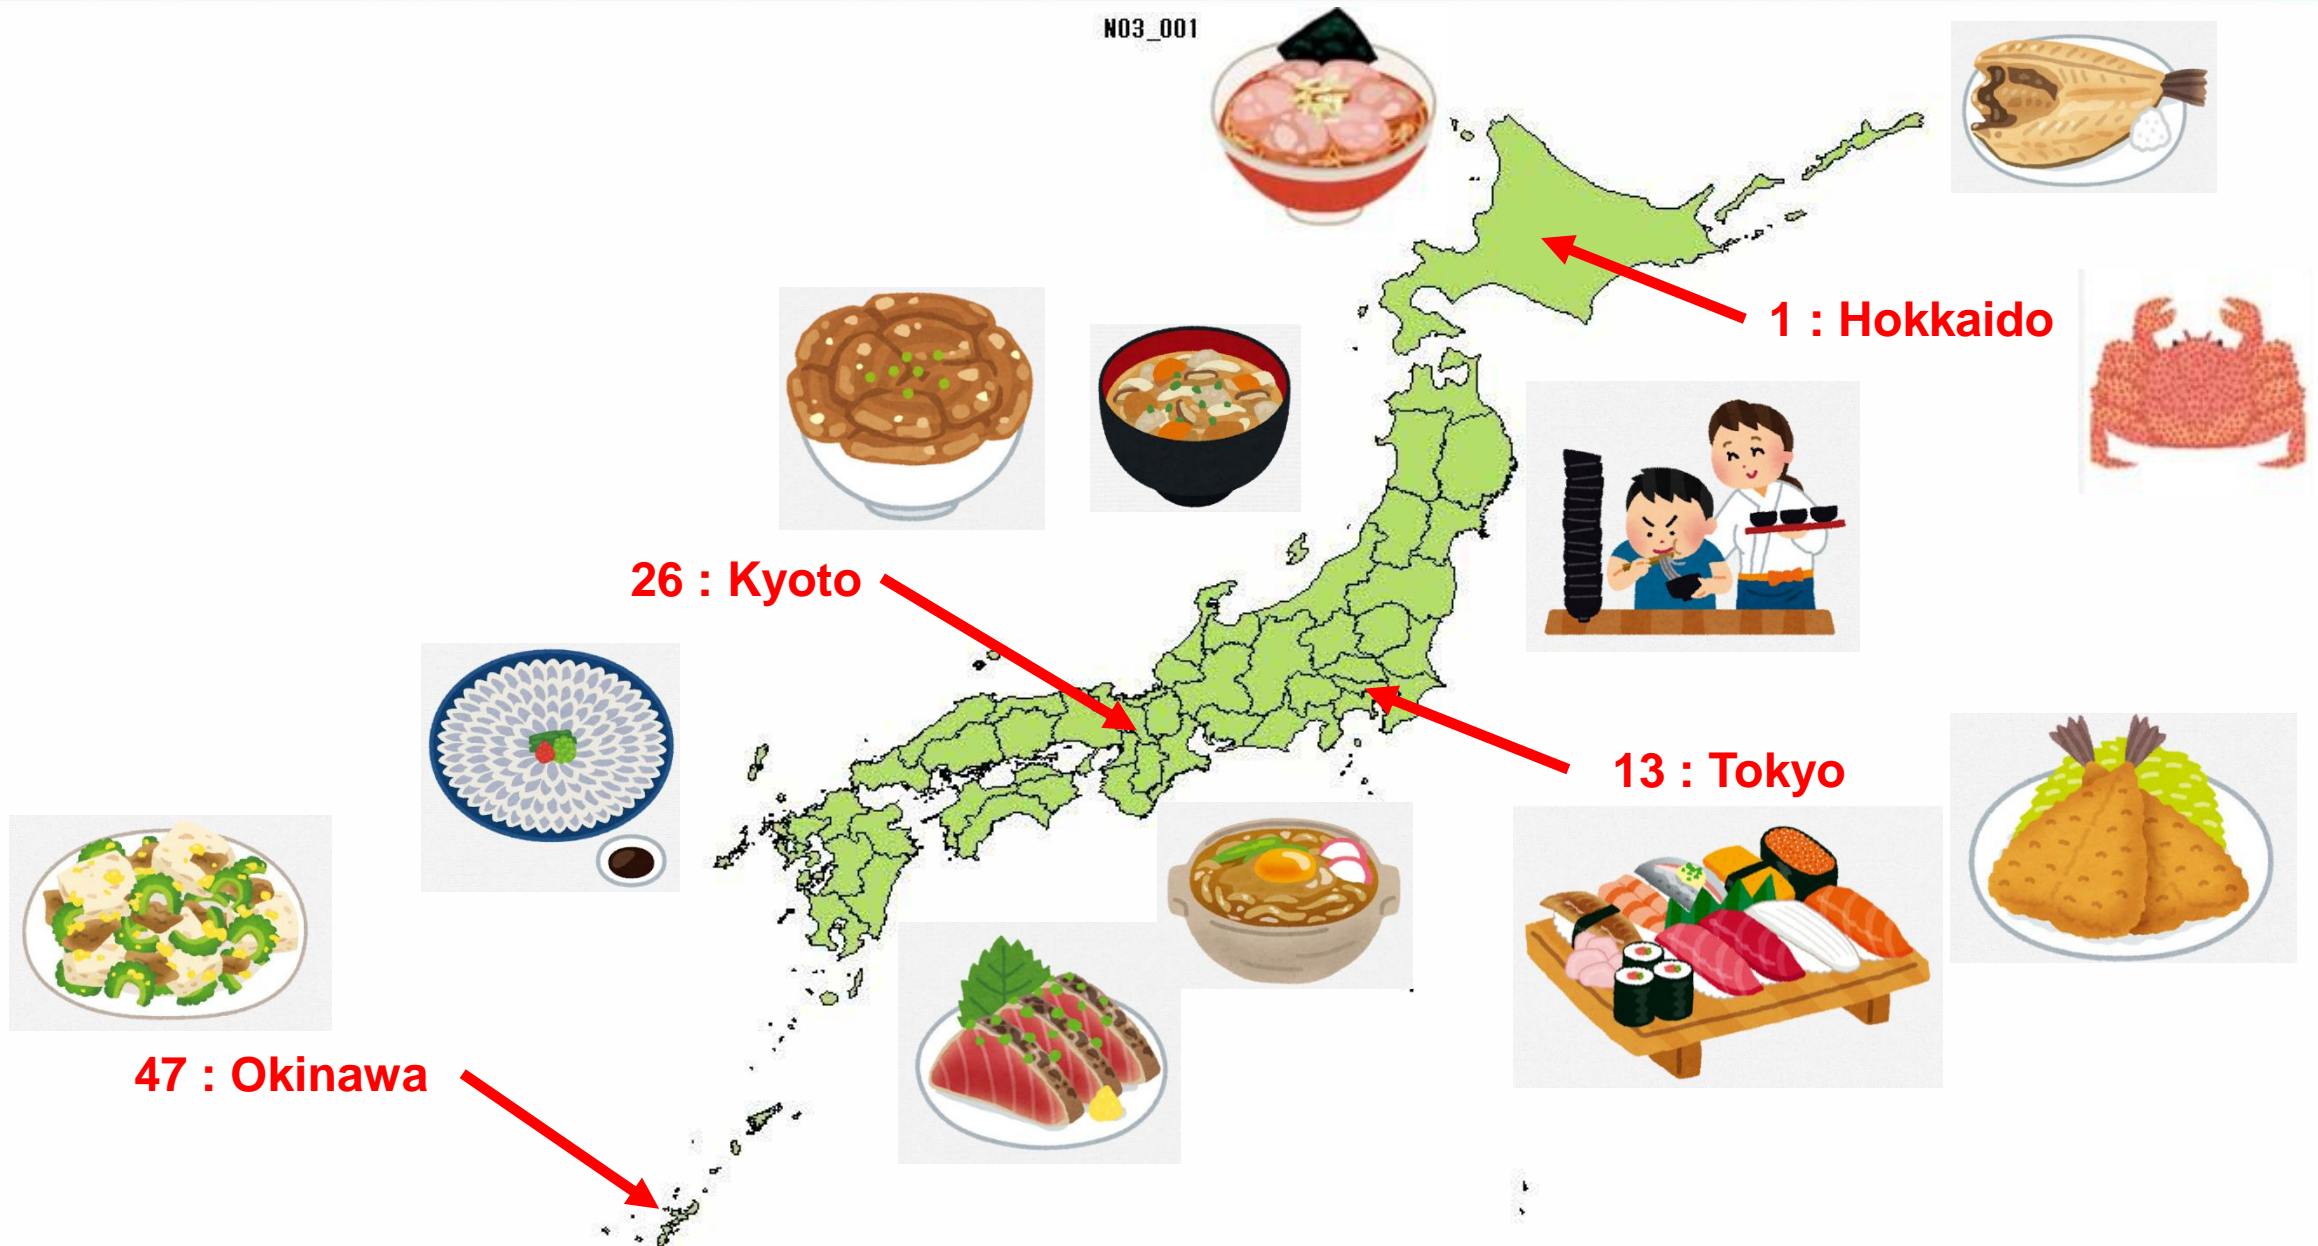 N03_001
1 : Hokkaido
26 : Kyoto
13 : Tokyo
47 : Okinawa